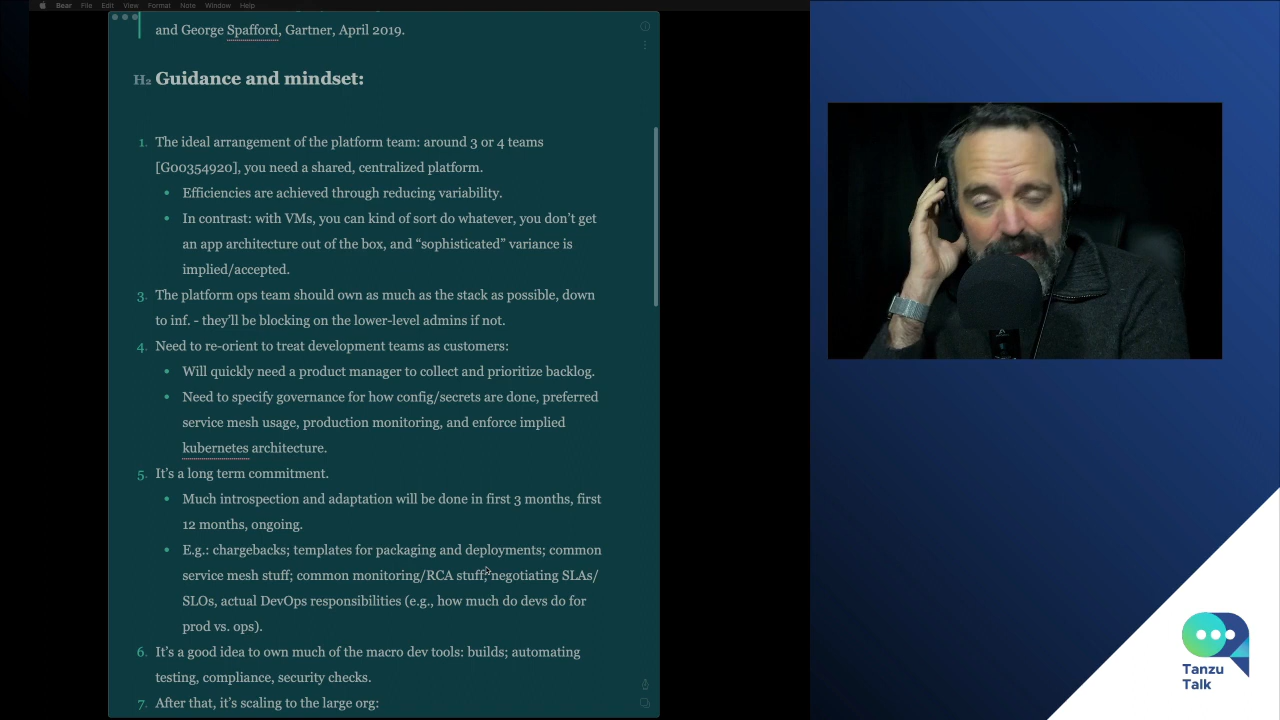 Bear File Edit View Format Note Window Help
and George Spafford, Gartner, April 2019.
H2 Guidance and mindset:
1. The ideal arrangement of the platform team: around 3 or 4 teams
[G00354920], you need a shared, centralized platform.
• Efficiencies are achieved through reducing variability.
• In contrast: with VMs, you can kind of sort do whatever, you don't get
an app architecture out of the box, and “sophisticated” variance is
implied/accepted.
3. The platform ops team should own as much as the stack as possible, down
to inf. - they'll be blocking on the lower-level admins if not.
4. Need to re-orient to treat development teams as customers:
• Will quickly need a product manager to collect and prioritize backlog.
• Need to specify governance for how config/secrets are done, preferred
service mesh usage, production monitoring, and enforce implied
kubernetes architecture.
5. It's a long term commitment.
• Much introspection and adaptation will be done in first 3 months, first
12 months, ongoing.
• E.g.: chargebacks; templates for packaging and deployments; common
service mesh stuff; common monitoring/RCA stuff; negotiating SLAs/
SLOs, actual DevOps responsibilities (e.g., how much do devs do for
prod vs. ops).
6. It's a good idea to own much of the macro dev tools: builds; automating
testing, compliance, security checks.
7. After that, it's scaling to the large org:
Tanzu
Talk